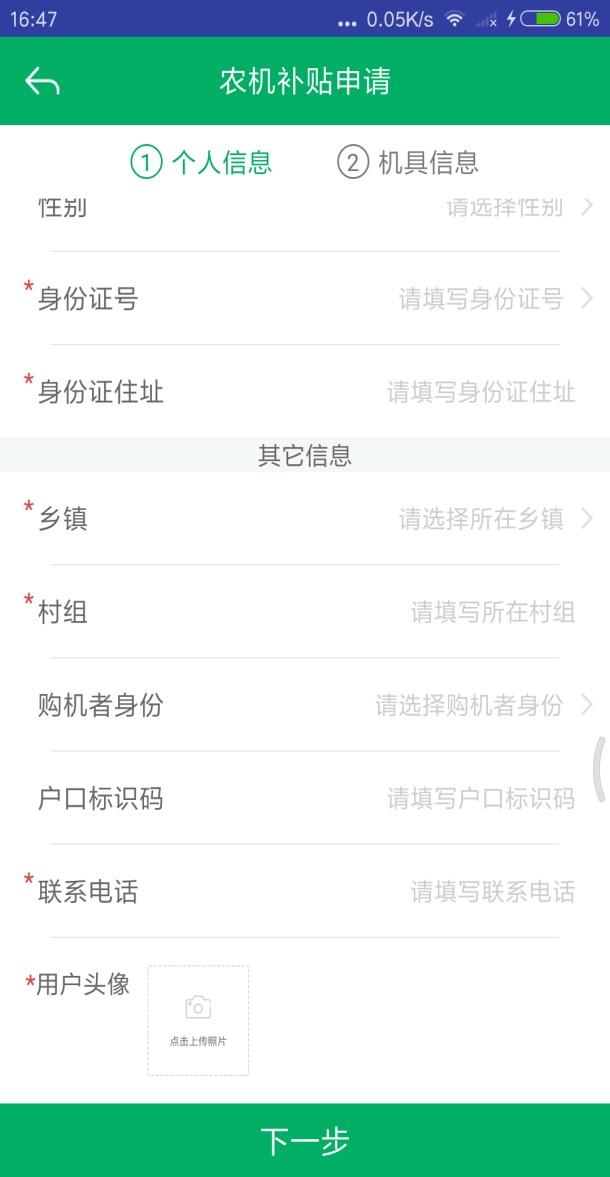 16:47 ... 0.05K/s 61%
农机补贴申请
1 个人信息 2 机具信息
性别 请选择性别
*身份证号 请填写身份证号
*身份证住址 请填写身份证住址
其它信息
*乡镇 请选择所在乡镇
*村组 请填写所在村组
购机者身份 请选择购机者身份
户口标识码 请填写户口标识码
*联系电话 请填写联系电话
*用户头像
点击上传照片
下一步